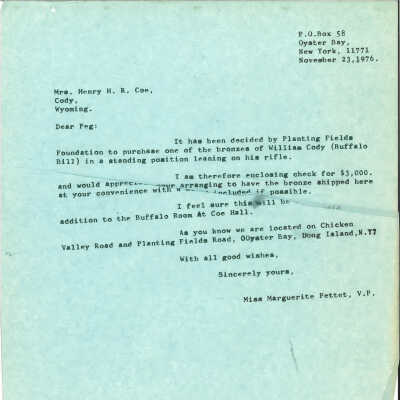 P.O.Box 58
Oyster Bay,
New York, 11771
November 23,1976.
Mrs. Henry H. R. Coe,
Cody,
Wyoming.
Dear Peg:
It has been decided by Planting Fields
Foundation to purchase one of the bronzes of William Cody (Buffalo
Bill) in a standing position leaning on his rifle.
I am therefore enclosing check for $3,000.
and would your arranging to have the bronze shipped here
at your convenience with a included if possible.
I feel sure this will be
addition to the Buffalo Room At Coe Hall.
As you know we are located on Chicken
Valley Road and Planting Fields Road, OOyster Bay, Dong Island,N.Y?
With all good wishes,
Sincerely yours,
Miss Marguerite Pettet, V.P.